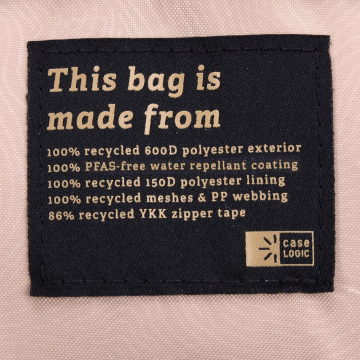 This bag is
made from
100% recycled 600D polyester exterior
100% PFAS-free water repellant coating
100% recycled 150D polyester lining
100% recycled meshes & PP webbing
86% recycled YKK zipper tape
case
LOGIC